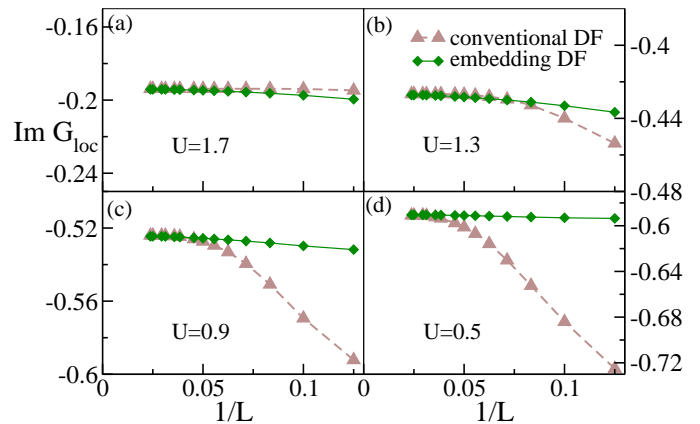 -0.16
(a)
(b)
conventional DF
embedding DF
-0.4
-0.2
Im G_loc
-0.44
U=1.7
U=1.3
-0.24
-0.48
(c)
(d)
-0.52
-0.6
-0.56
-0.64
U=0.9
U=0.5
-0.68
-0.6
-0.72
0 0.05 0.1 0 0.05 0.1
1/L 1/L